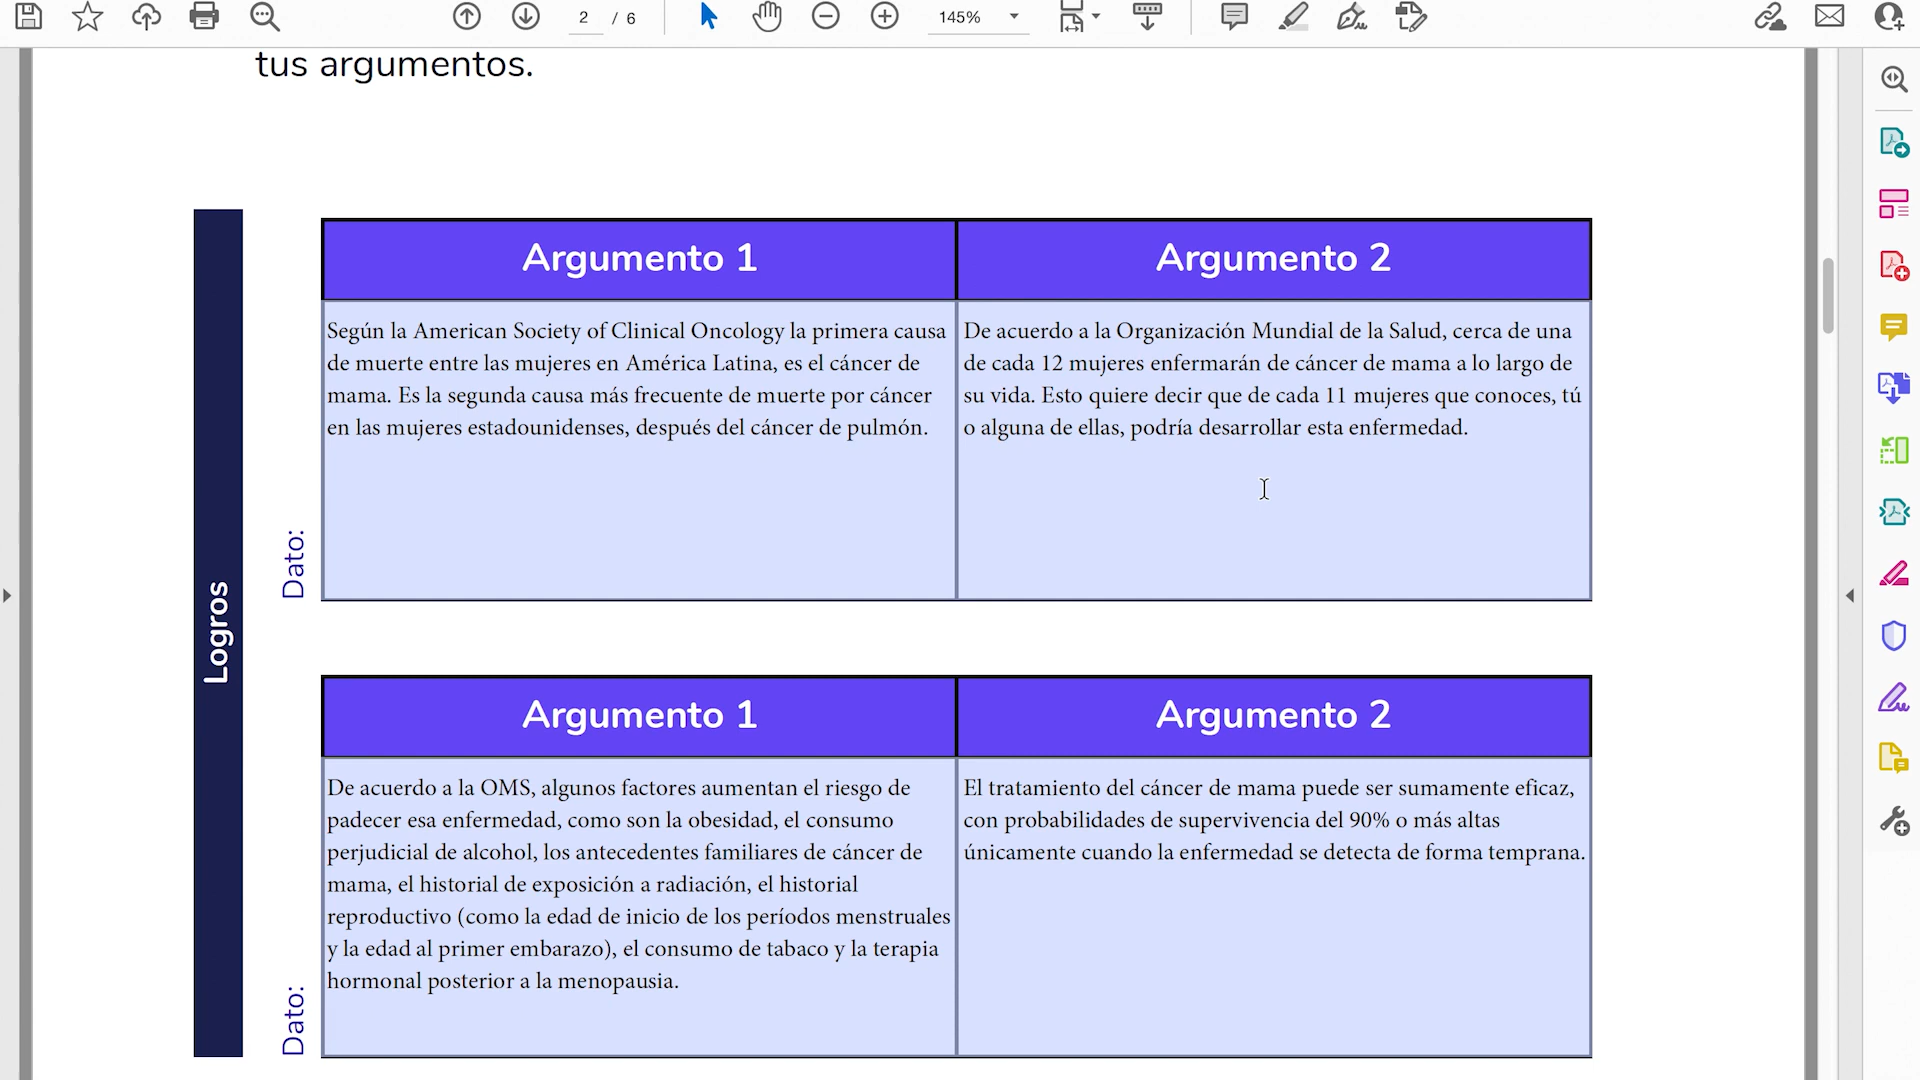 2 / 6
145%
tus argumentos.
Logros
Dato:
Argumento 1
Argumento 2
Según la American Society of Clinical Oncology la primera causa
de muerte entre las mujeres en América Latina, es el cáncer de
mama. Es la segunda causa más frecuente de muerte por cáncer
en las mujeres estadounidenses, después del cáncer de pulmón.
De acuerdo a la Organización Mundial de la Salud, cerca de una
de cada 12 mujeres enfermarán de cáncer de mama a lo largo de
su vida. Esto quiere decir que de cada 11 mujeres que conoces, tú
o alguna de ellas, podría desarrollar esta enfermedad.
Dato:
Argumento 1
Argumento 2
De acuerdo a la OMS, algunos factores aumentan el riesgo de
padecer esa enfermedad, como son la obesidad, el consumo
perjudicial de alcohol, los antecedentes familiares de cáncer de
mama, el historial de exposición a radiación, el historial
reproductivo (como la edad de inicio de los períodos menstruales
y la edad al primer embarazo), el consumo de tabaco y la terapia
hormonal posterior a la menopausia.
El tratamiento del cáncer de mama puede ser sumamente eficaz,
con probabilidades de supervivencia del 90% o más altas
únicamente cuando la enfermedad se detecta de forma temprana.